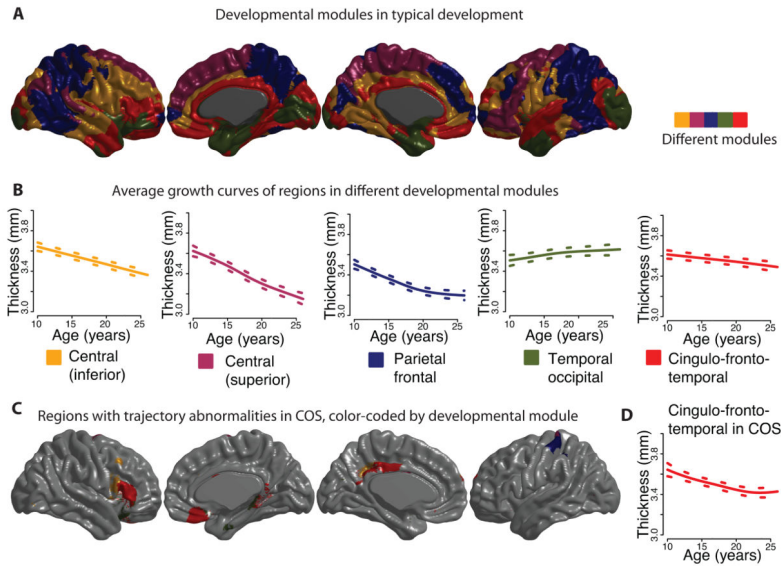 A
Developmental modules in typical development
Different modules
B
Average growth curves of regions in different developmental modules
Thickness (mm)
3.0 3.4 3.8
10 15 20 25
Age (years)
Central
(inferior)
Thickness (mm)
3.0 3.4 3.8
10 15 20 25
Age (years)
Central
(superior)
Thickness (mm)
3.0 3.4 3.8
10 15 20 25
Age (years)
Parietal
frontal
Thickness (mm)
3.0 3.4 3.8
10 15 20 25
Age (years)
Temporal
occipital
Thickness (mm)
3.0 3.4 3.8
10 15 20 25
Age (years)
Cingulo-fronto-
temporal
C
Regions with trajectory abnormalities in COS, color-coded by developmental module
D
Cingulo-fronto-
temporal in COS
Thickness (mm)
3.0 3.4 3.8
10 15 20 25
Age (years)